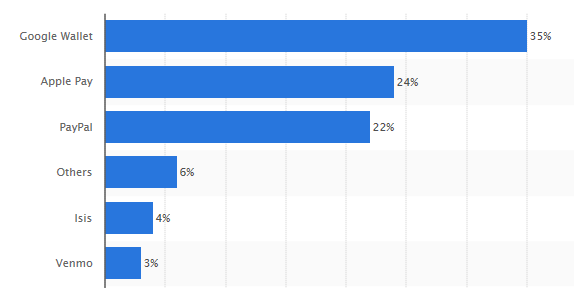 Google Wallet 35%
Apple Pay 24%
PayPal 22%
Others 6%
Isis 4%
Venmo 3%